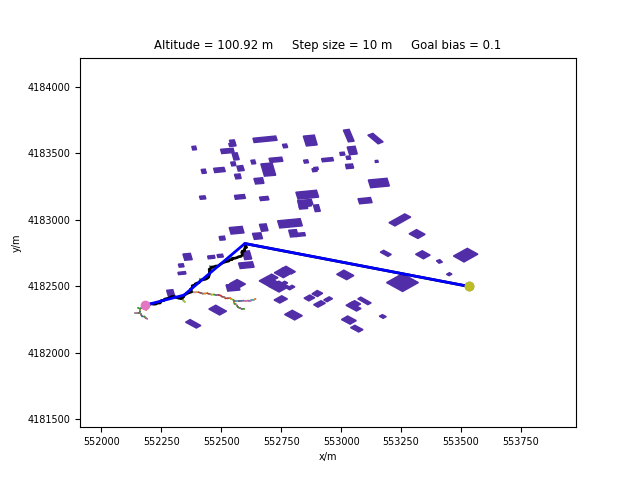 Altitude = 100.92 m Step size = 10 m Goal bias = 0.1
4184000
4183500
4183000
4182500
4182000
4181500
y/m
552000 552250 552500 552750 553000 553250 553500 553750
x/m